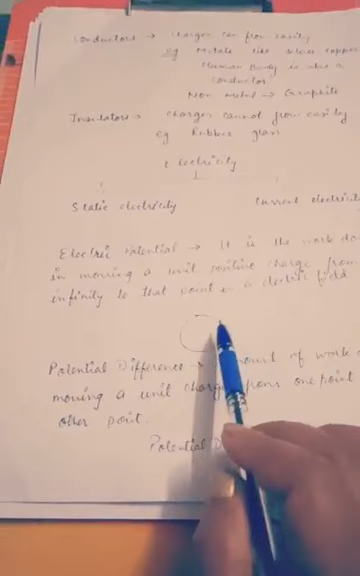 Conductors → Charges can flow easily
eg Metals like silver copper
Human Body is also a
conductor
Non metal → Graphite
Insulators → charges cannot flow easily
eg Rubber glass
Electricity
Static electricity Current electricity
Electric Potential → It is the work do
in moving a unit positive charge from
infinity to that point in a electric field
Potential Difference → Amount of work
moving a unit charge from one point
other point.
Potential D